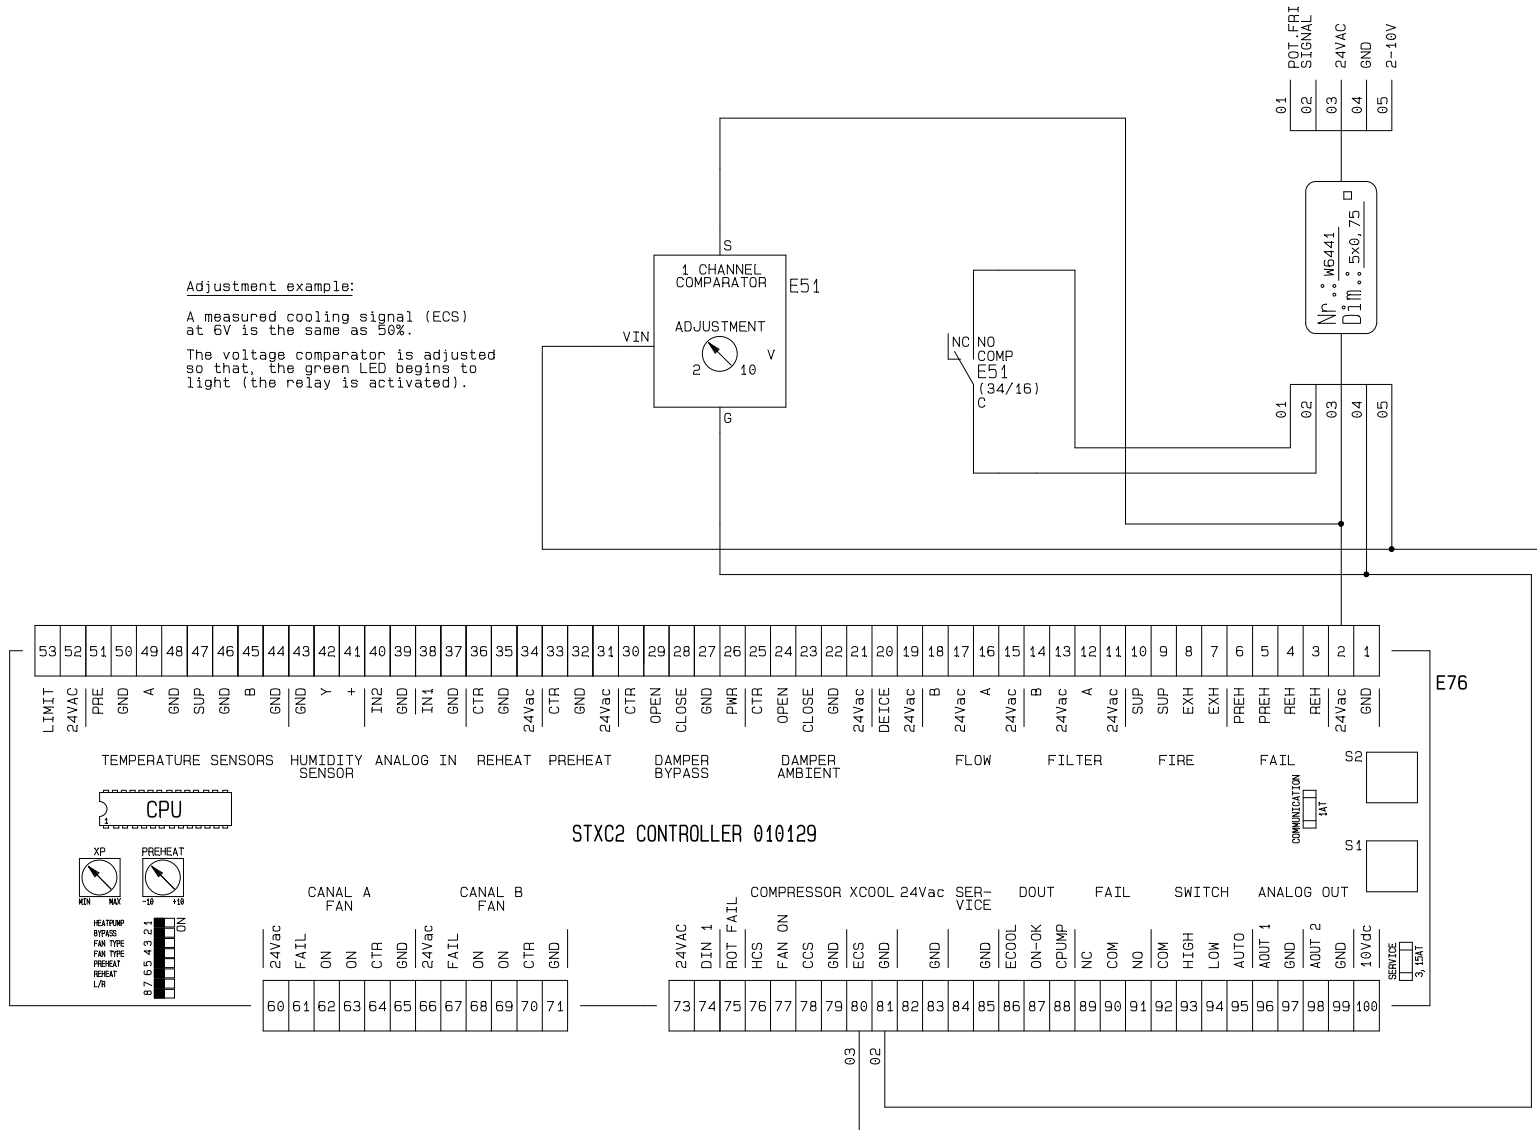 POT.FRI
SIGNAL
24VAC
GND
2-10V
01
02
03
04
05
Nr.: W6441
Dim.: 5x0,75
01
02
03
04
05
S
1 CHANNEL
COMPARATOR
E51
ADJUSTMENT
VIN
V
2
10
G
NC
NO
COMP
E51
(34/16)
C
Adjustment example:
A measured cooling signal (ECS)
at 6V is the same as 50%.
The voltage comparator is adjusted
so that, the green LED begins to
light (the relay is activated).
53 52 51 50 49 48 47 46 45 44 43 42 41 40 39 38 37 36 35 34 33 32 31 30 29 28 27 26 25 24 23 22 21 20 19 18 17 16 15 14 13 12 11 10 9 8 7 6 5 4 3 2 1
E76
LIMIT 24VAC PRE GND A GND SUP GND B GND GND Y + IN2 GND IN1 GND CTR GND 24Vac CTR GND 24Vac CTR OPEN CLOSE GND PWR CTR OPEN CLOSE GND 24Vac DEICE 24Vac B 24Vac A 24Vac B 24Vac A 24Vac SUP SUP EXH EXH PREH PREH REH REH 24Vac GND
TEMPERATURE SENSORS
HUMIDITY
SENSOR
ANALOG IN
REHEAT
PREHEAT
DAMPER
BYPASS
DAMPER
AMBIENT
FLOW
FILTER
FIRE
FAIL
S2
CPU
1
COMMUNICATION
1AT
STXC2 CONTROLLER 010129
S1
XP
MIN MAX
PREHEAT
-10 +10
HEATPUMP
BYPASS
FAN TYPE
FAN TYPE
PREHEAT
REHEAT
L/R
1
2
3
4
5
6
7
8
ON
CANAL A
FAN
CANAL B
FAN
COMPRESSOR
XCOOL
24Vac
SER-
VICE
DOUT
FAIL
SWITCH
ANALOG OUT
24Vac FAIL ON ON CTR GND 24Vac FAIL ON ON CTR GND
24VAC DIN 1 ROT FAIL HCS FAN ON CCS GND ECS GND GND GND ECOOL ON-OK CPUMP NC COM NO COM HIGH LOW AUTO AOUT 1 GND AOUT 2 GND 10Vdc
SERVICE
3,15AT
60 61 62 63 64 65 66 67 68 69 70 71
73 74 75 76 77 78 79 80 81 82 83 84 85 86 87 88 89 90 91 92 93 94 95 96 97 98 99 100
03
02